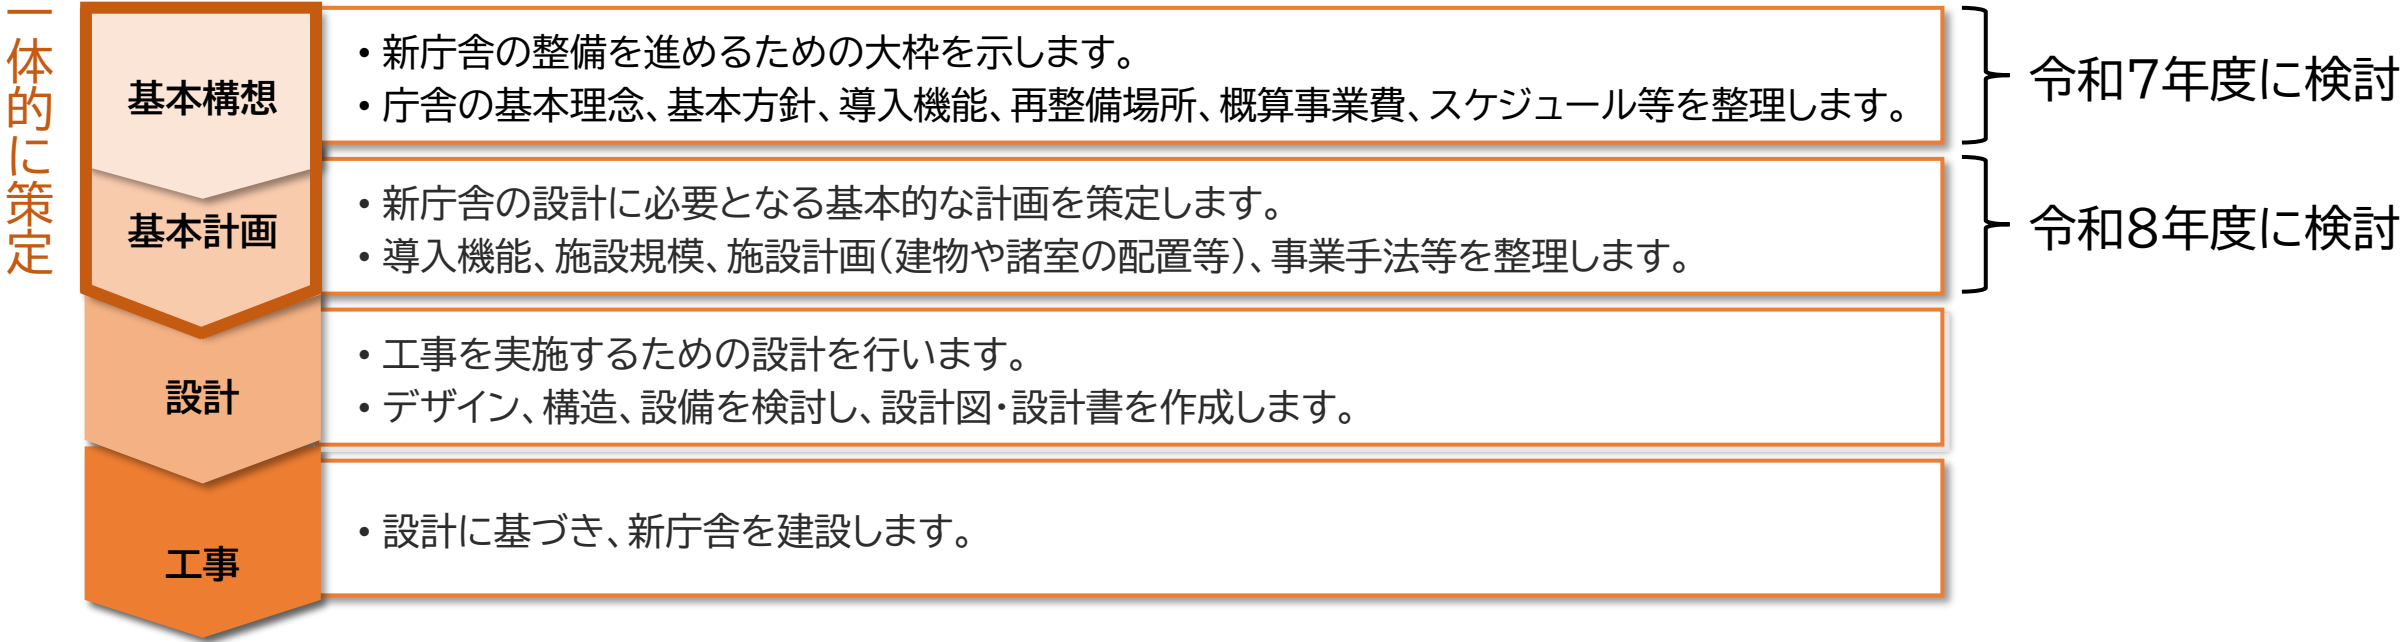 一体的に策定
基本構想
・新庁舎の整備を進めるための大枠を示します。
・庁舎の基本理念、基本方針、導入機能、再整備場所、概算事業費、スケジュール等を整理します。
令和7年度に検討
基本計画
・新庁舎の設計に必要となる基本的な計画を策定します。
・導入機能、施設規模、施設計画(建物や諸室の配置等)、事業手法等を整理します。
令和8年度に検討
設計
・工事を実施するための設計を行います。
・デザイン、構造、設備を検討し、設計図・設計書を作成します。
工事
・設計に基づき、新庁舎を建設します。